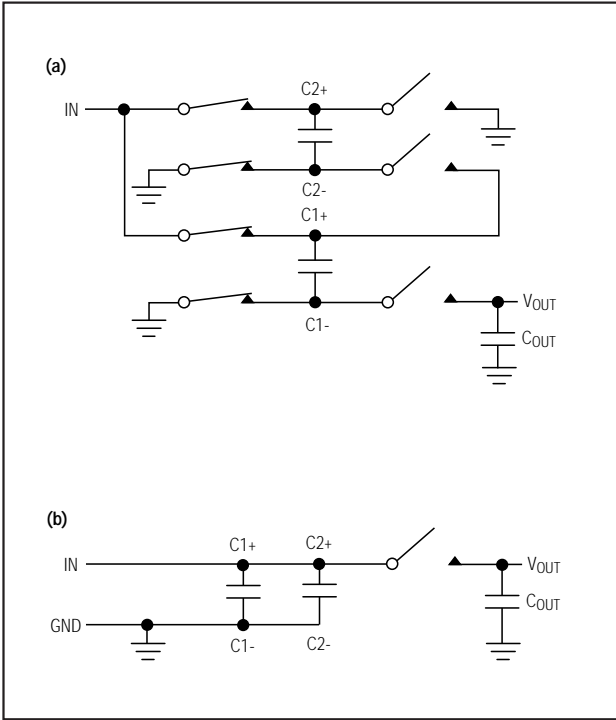 (a)
C2+
IN
C2-
C1+
C1-
VOUT
COUT
(b)
C1+ C2+
IN
VOUT
COUT
GND
C1- C2-